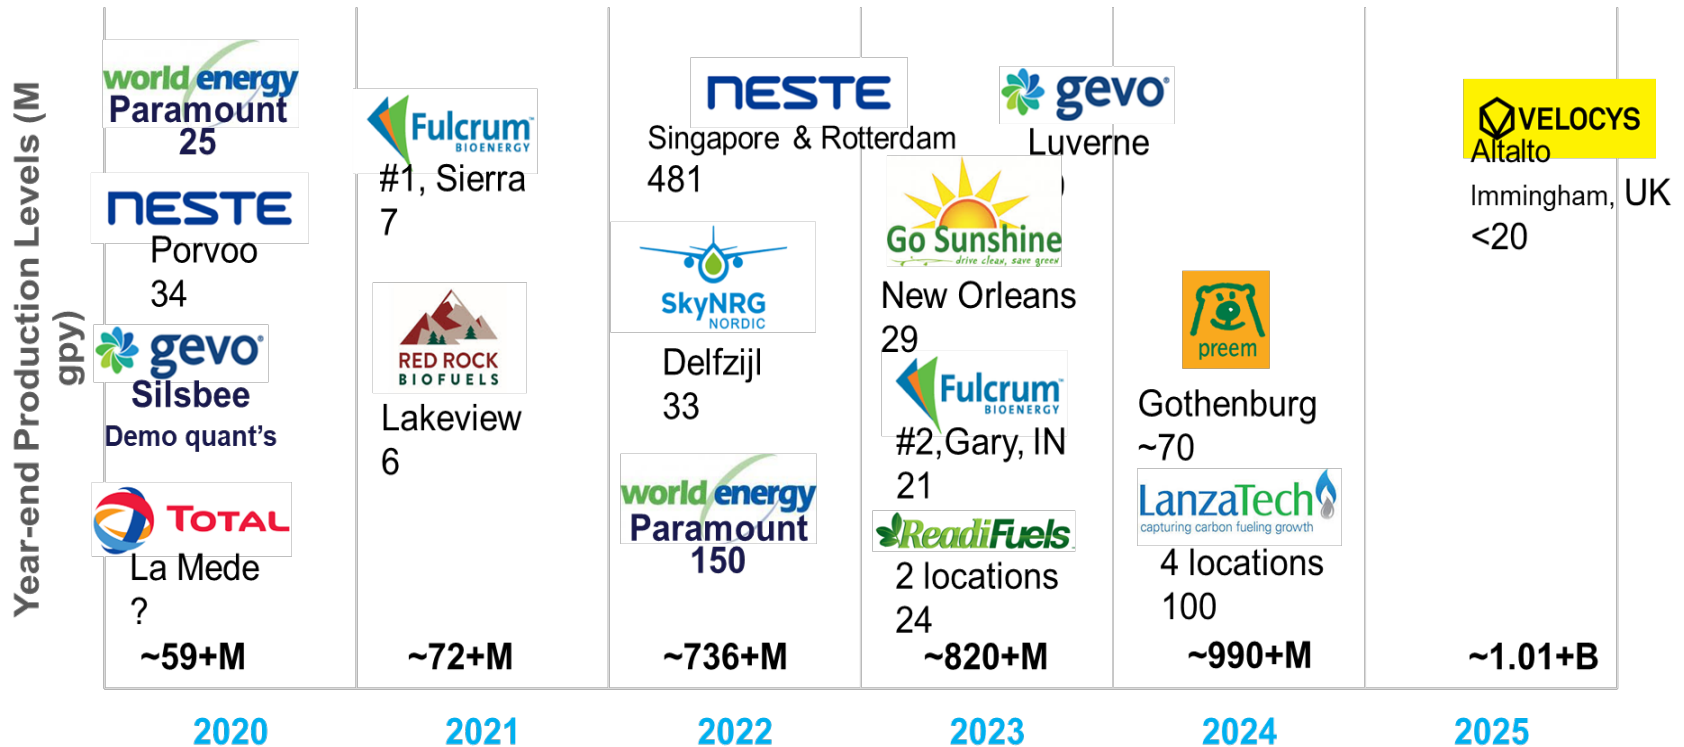 Year-end Production Levels (M
gpy)
world energy
Paramount
25
NESTE
Porvoo
34
gevo
Silsbee
Demo quant's
TOTAL
La Mede
?
~59+M
2020
Fulcrum™
BIOENERGY
#1, Sierra
7
RED ROCK
BIOFUELS
Lakeview
6
~72+M
2021
NESTE
Singapore & Rotterdam
481
SkyNRG
NORDIC
Delfzijl
33
world energy
Paramount
150
~736+M
2022
gevo
Luverne
Go Sunshine
drive clean, save green
New Orleans
29
Fulcrum™
BIOENERGY
#2,Gary, IN
21
ReadiFuels
2 locations
24
~820+M
2023
preem
Gothenburg
~70
LanzaTech
capturing carbon fueling growth
4 locations
100
~990+M
2024
VELOCYS
Altalto
Immingham, UK
<20
~1.01+B
2025